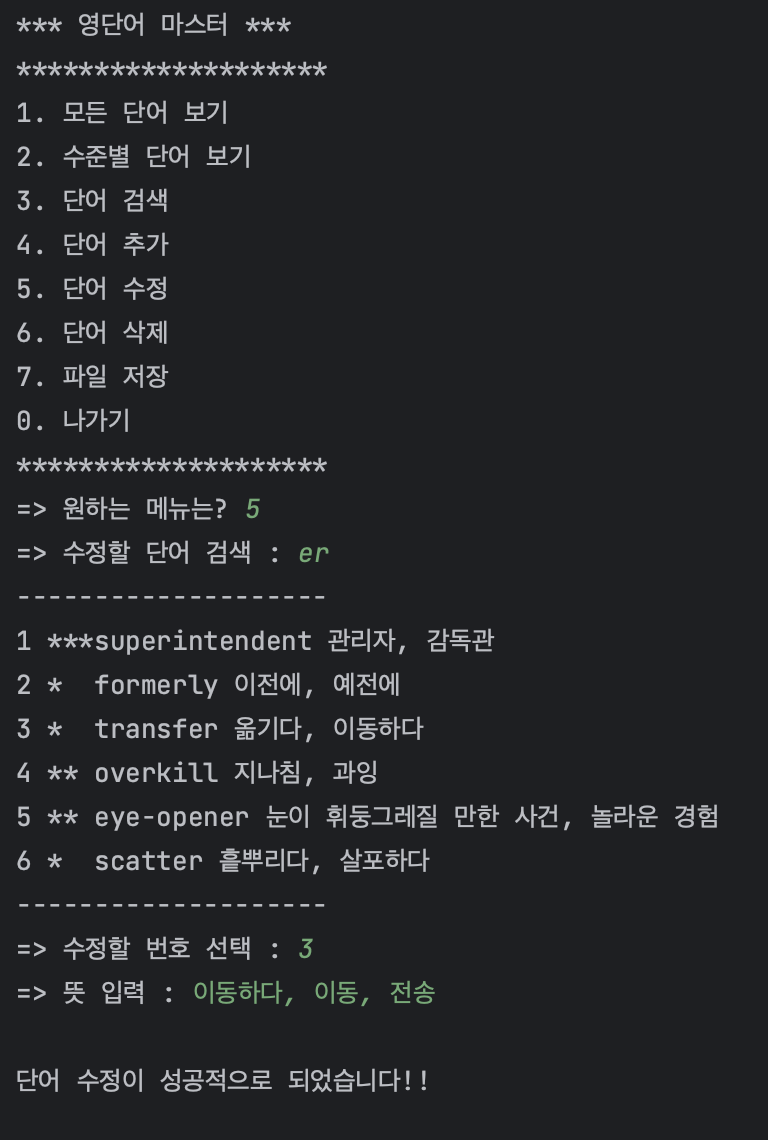 *** 영단어 마스터 ***
********************
1. 모든 단어 보기
2. 수준별 단어 보기
3. 단어 검색
4. 단어 추가
5. 단어 수정
6. 단어 삭제
7. 파일 저장
0. 나가기
********************
=> 원하는 메뉴는? 5
=> 수정할 단어 검색 : er
--------------------
1 ***superintendent 관리자, 감독관
2 *  formerly 이전에, 예전에
3 *  transfer 옮기다, 이동하다
4 ** overkill 지나침, 과잉
5 ** eye-opener 눈이 휘둥그레질 만한 사건, 놀라운 경험
6 *  scatter 흩뿌리다, 살포하다
--------------------
=> 수정할 번호 선택 : 3
=> 뜻 입력 : 이동하다, 이동, 전송
단어 수정이 성공적으로 되었습니다!!